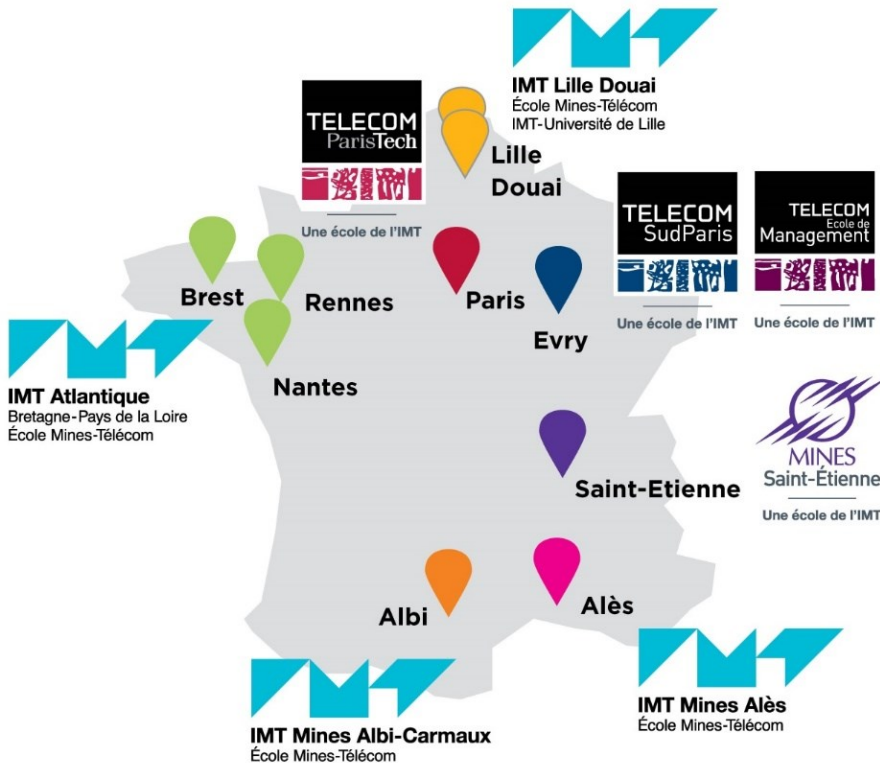 IMT Lille Douai
École Mines-Télécom
IMT-Université de Lille
TELECOM
ParisTech
Une école de l'IMT
Lille
Douai
TELECOM
SudParis
Une école de l'IMT
TELECOM
Ecole de
Management
Une école de l'IMT
Brest
Rennes
Paris
Evry
Nantes
IMT Atlantique
Bretagne-Pays de la Loire
École Mines-Télécom
MINES
Saint-Étienne
Une école de l'IMT
Saint-Etienne
Albi
Alès
IMT Mines Albi-Carmaux
École Mines-Télécom
IMT Mines Alès
École Mines-Télécom